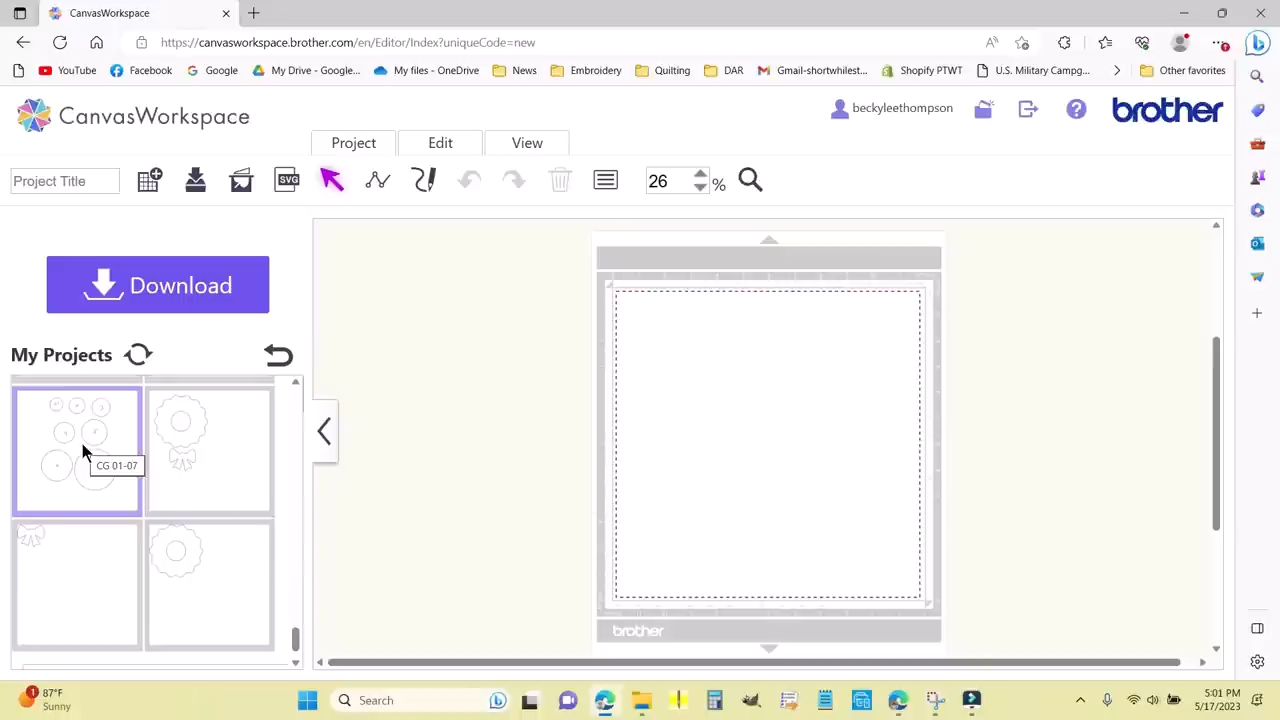 CanvasWorkspace
https://canvasworkspace.brother.com/en/Editor/Index?uniqueCode=new
YouTube Facebook Google My Drive - Google... My files - OneDrive News Embroidery Quilting DAR Gmail-shortwhilest... Shopify PTWT U.S. Military Campg... Other favorites
CanvasWorkspace beckyleethompson brother
Project Edit View
Project Title SVG 26 %
Download
My Projects
CG 01-07
brother
1 87°F
Sunny
Search
5:01 PM
5/17/2023